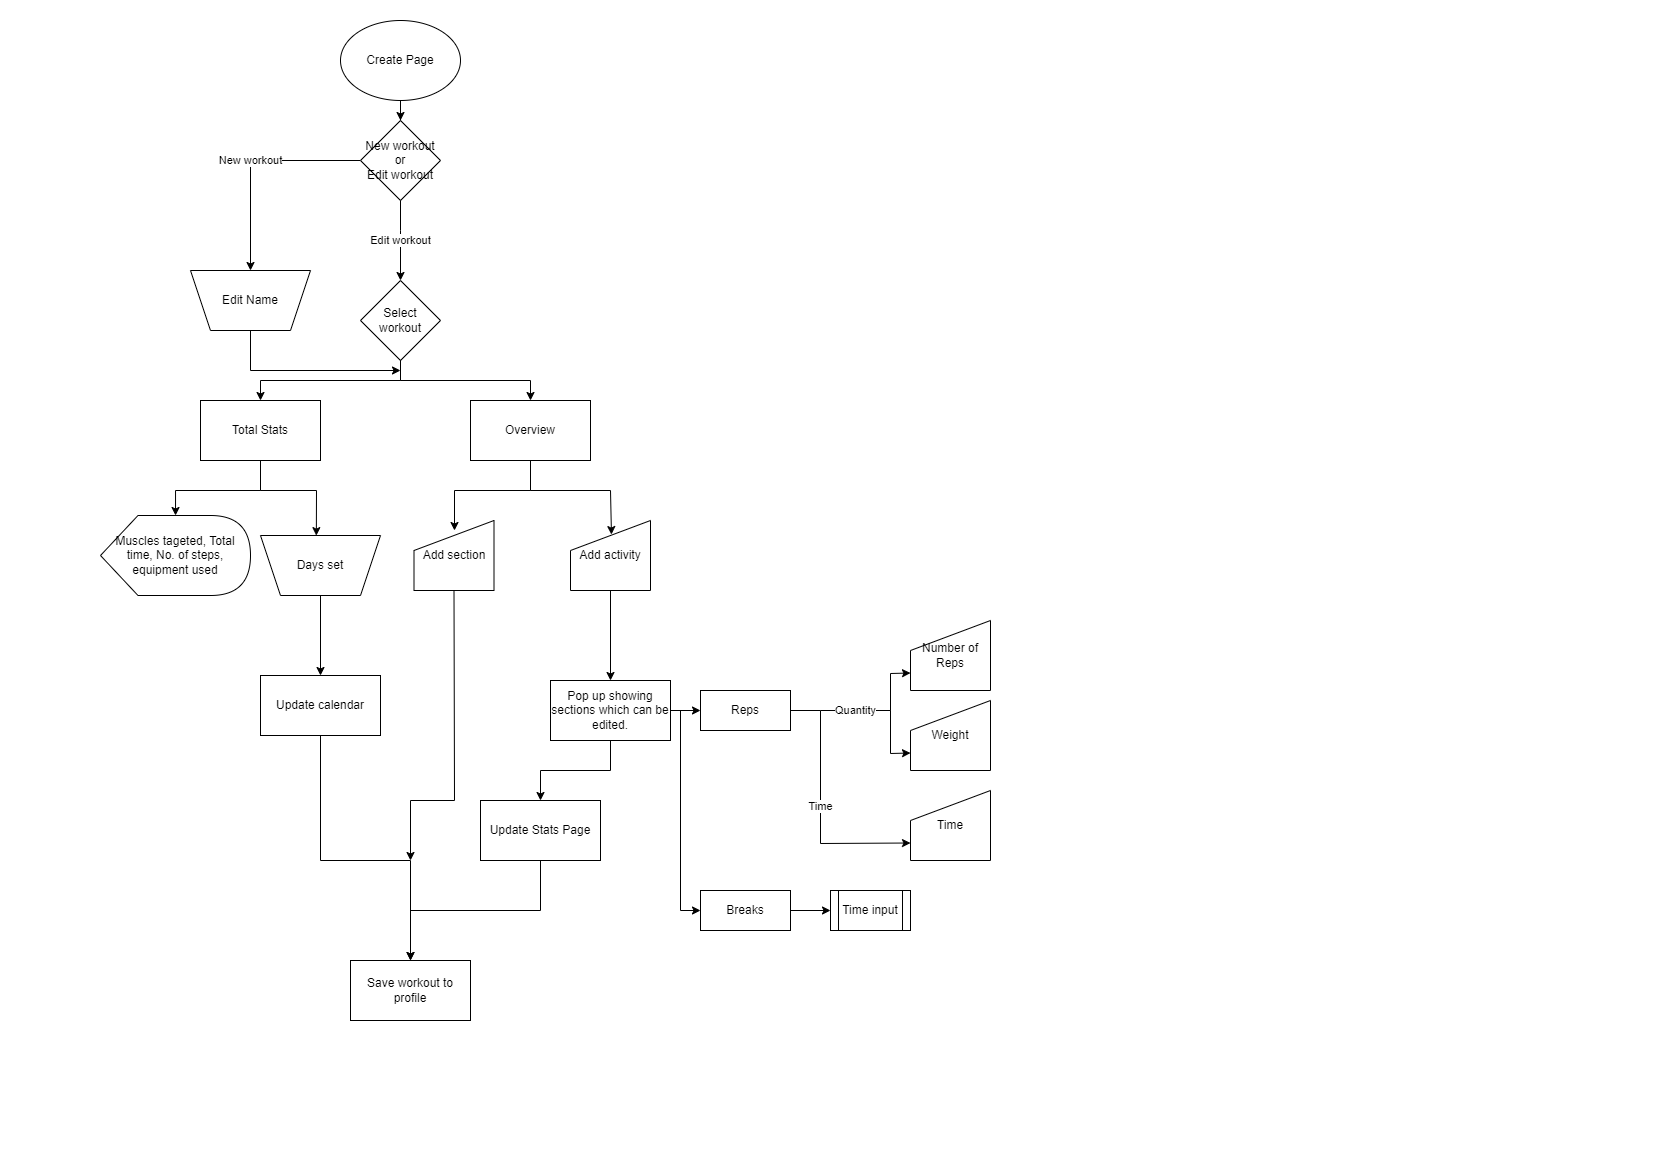 Create Page
New workout
or
Edit workout
New workout
Edit workout
Edit Name
Select
workout
Total Stats
Overview
Muscles tageted, Total
time, No. of steps,
equipment used
Days set
Add section
Add activity
Update calendar
Pop up showing
sections which can be
edited.
Reps
Quantity
Number of
Reps
Weight
Time
Time
Update Stats Page
Breaks
Time input
Save workout to
profile